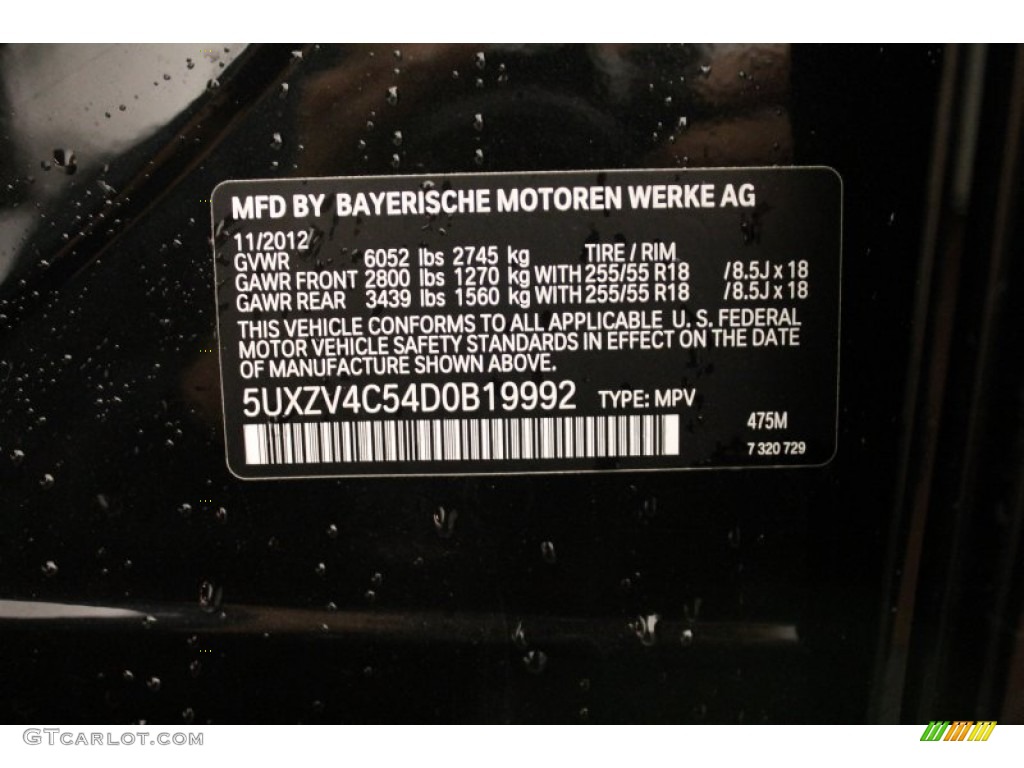 MFD BY BAYERISCHE MOTOREN WERKE AG
11/2012
GVWR 6052 lbs 2745 kg TIRE / RIM
GAWR FRONT 2800 lbs 1270 kg WITH 255/55 R18 /8.5J x 18
GAWR REAR 3439 lbs 1560 kg WITH 255/55 R18 /8.5J x 18
THIS VEHICLE CONFORMS TO ALL APPLICABLE U. S. FEDERAL
MOTOR VEHICLE SAFETY STANDARDS IN EFFECT ON THE DATE
OF MANUFACTURE SHOWN ABOVE.
5UXZV4C54D0B19992 TYPE: MPV
475M
7 320 729
GTCARLOT.COM